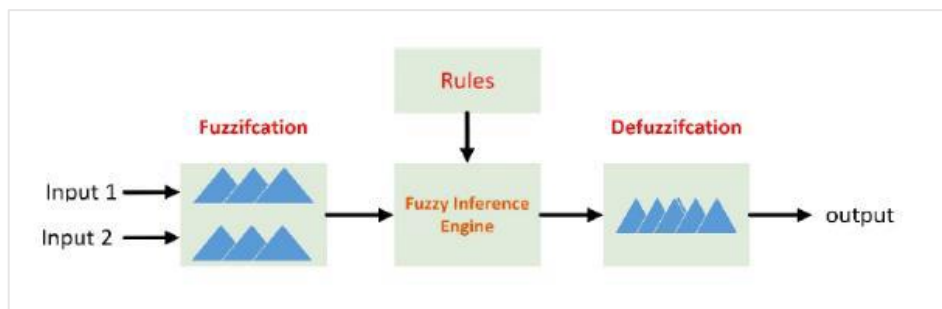 Rules
Fuzzifcation
Defuzzifcation
Input 1
Input 2
Fuzzy Inference
Engine
output